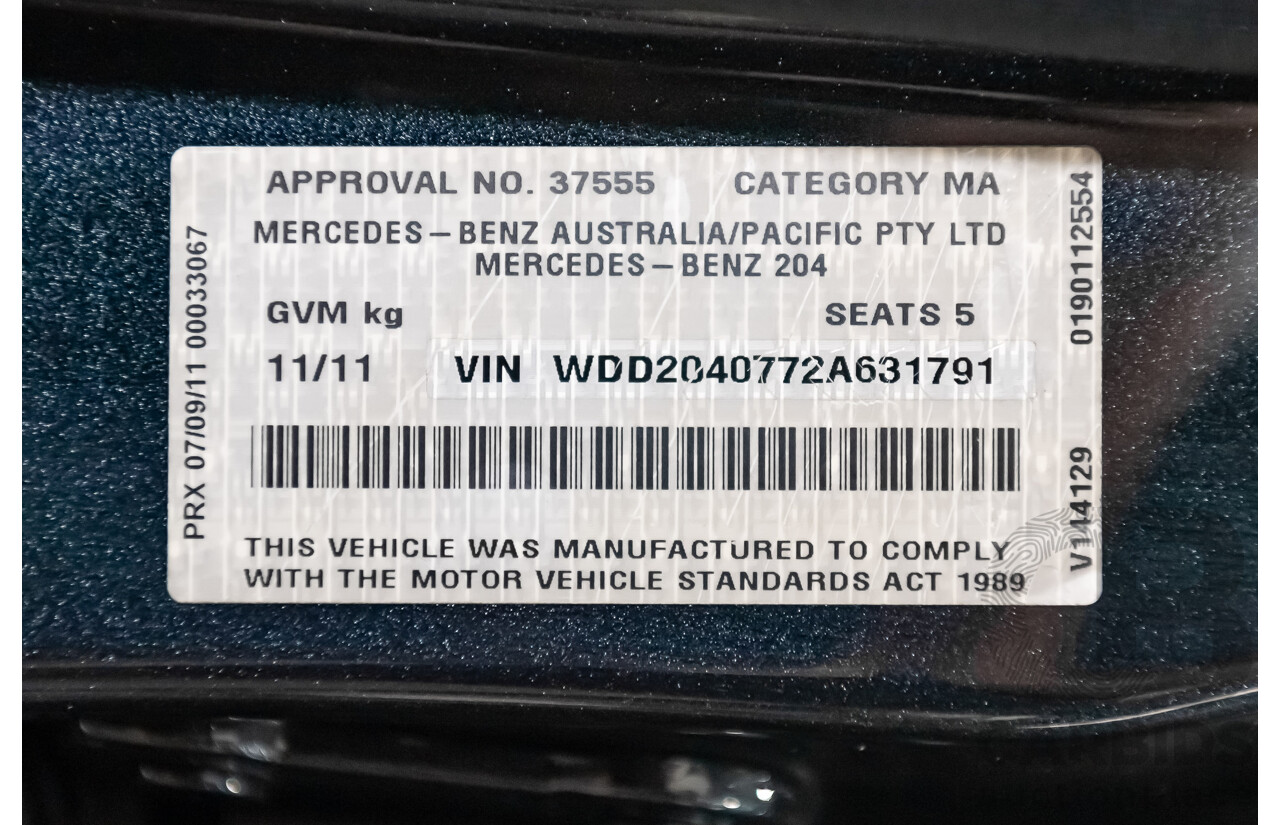 APPROVAL NO. 37555 CATEGORY MA
MERCEDES-BENZ AUSTRALIA/PACIFIC PTY LTD
MERCEDES-BENZ 204
GVM kg SEATS 5
11/11 VIN WDD2040772A631791
THIS VEHICLE WAS MANUFACTURED TO COMPLY
WITH THE MOTOR VEHICLE STANDARDS ACT 1989
PRX 07/09/11 00033067
0190112554
V1141129